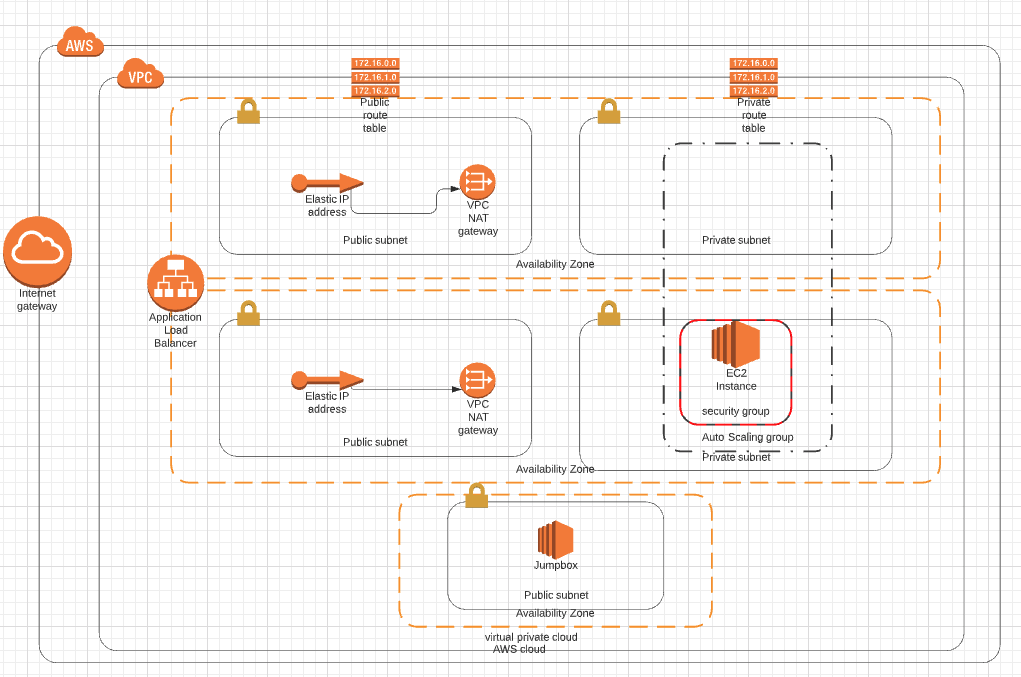 AWS
VPC
172.16.0.0
172.16.1.0
172.16.2.0
Public
route
table
172.16.0.0
172.16.1.0
172.16.2.0
Private
route
table
Elastic IP
address
VPC
NAT
gateway
Public subnet
Private subnet
Availability Zone
Internet
gateway
Application
Load
Balancer
Elastic IP
address
VPC
NAT
gateway
Public subnet
EC2
Instance
security group
Auto Scaling group
Private subnet
Availability Zone
Jumpbox
Public subnet
Availability Zone
virtual private cloud
AWS cloud